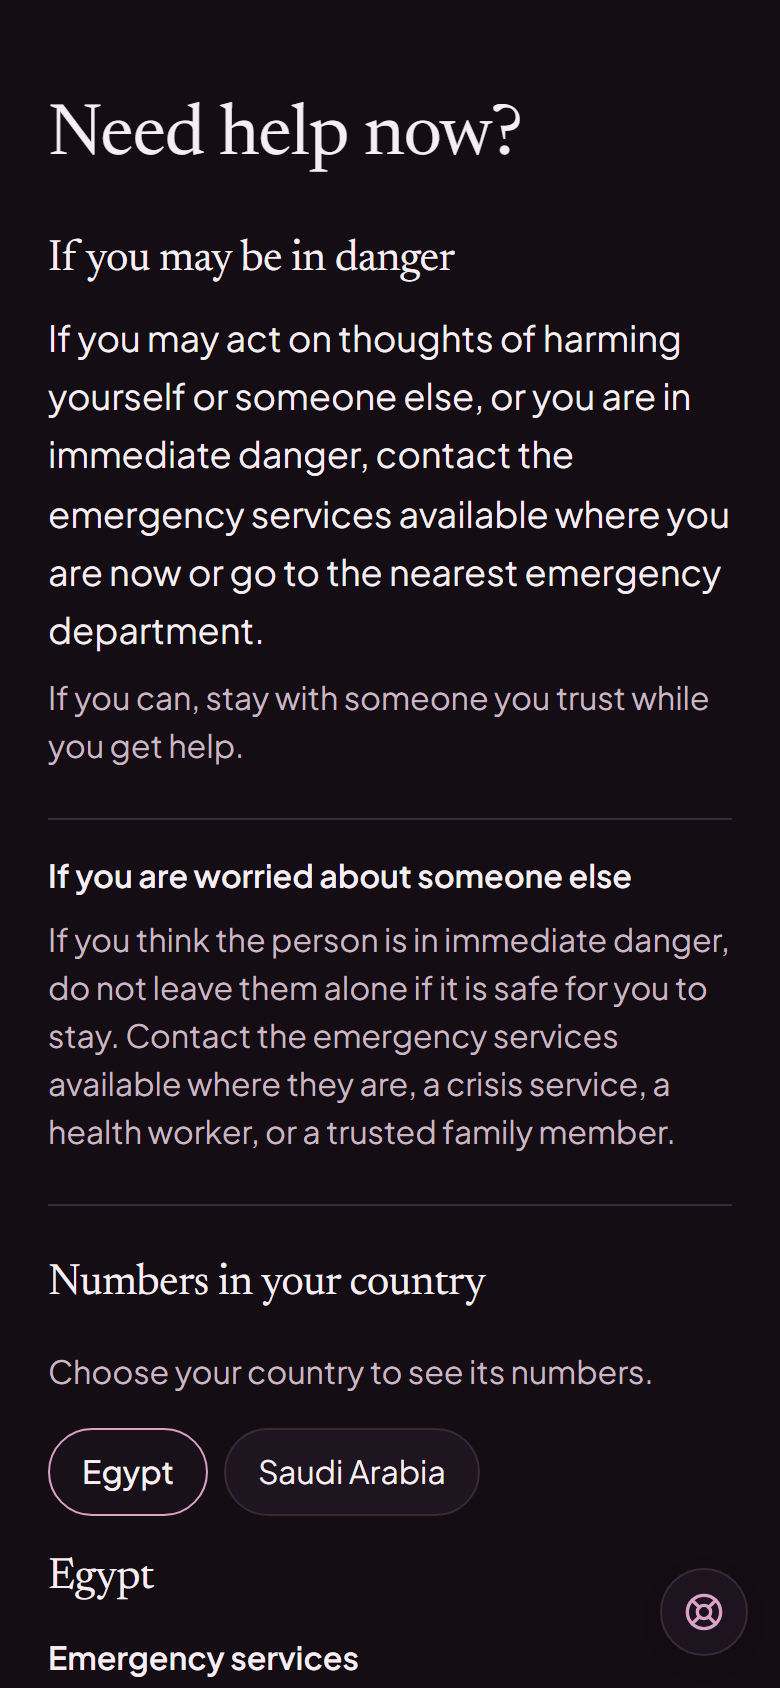 Need help now?
If you may be in danger
If you may act on thoughts of harming
yourself or someone else, or you are in
immediate danger, contact the
emergency services available where you
are now or go to the nearest emergency
department.
If you can, stay with someone you trust while
you get help.
If you are worried about someone else
If you think the person is in immediate danger,
do not leave them alone if it is safe for you to
stay. Contact the emergency services
available where they are, a crisis service, a
health worker, or a trusted family member.
Numbers in your country
Choose your country to see its numbers.
Egypt
Saudi Arabia
Egypt
Emergency services